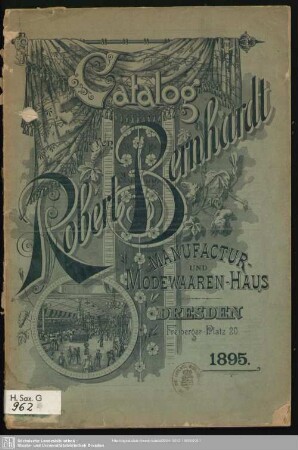 Catalog
Robert Bernhardt
MANUFACTUR-
UND
MODEWAAREN-HAUS
DRESDEN
Freiberger-Platz 20
1895.
H. Sax. G
962